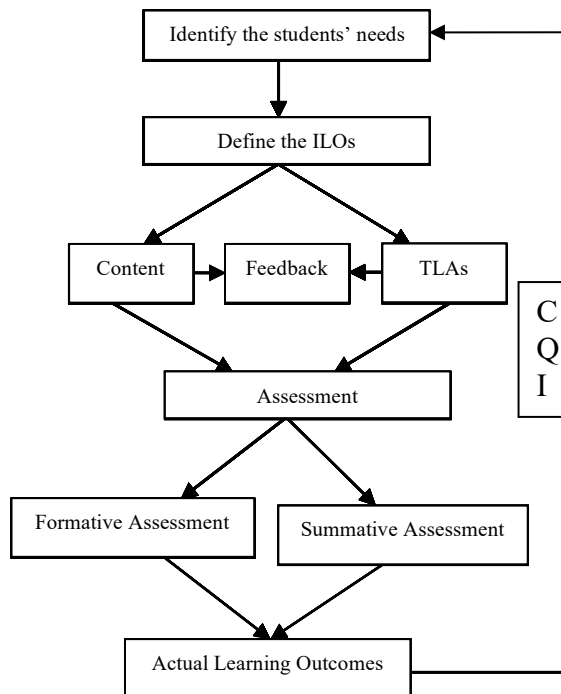 Identify the students’ needs
Define the ILOs
Content
Feedback
TLAs
C
Q
I
Assessment
Formative Assessment
Summative Assessment
Actual Learning Outcomes